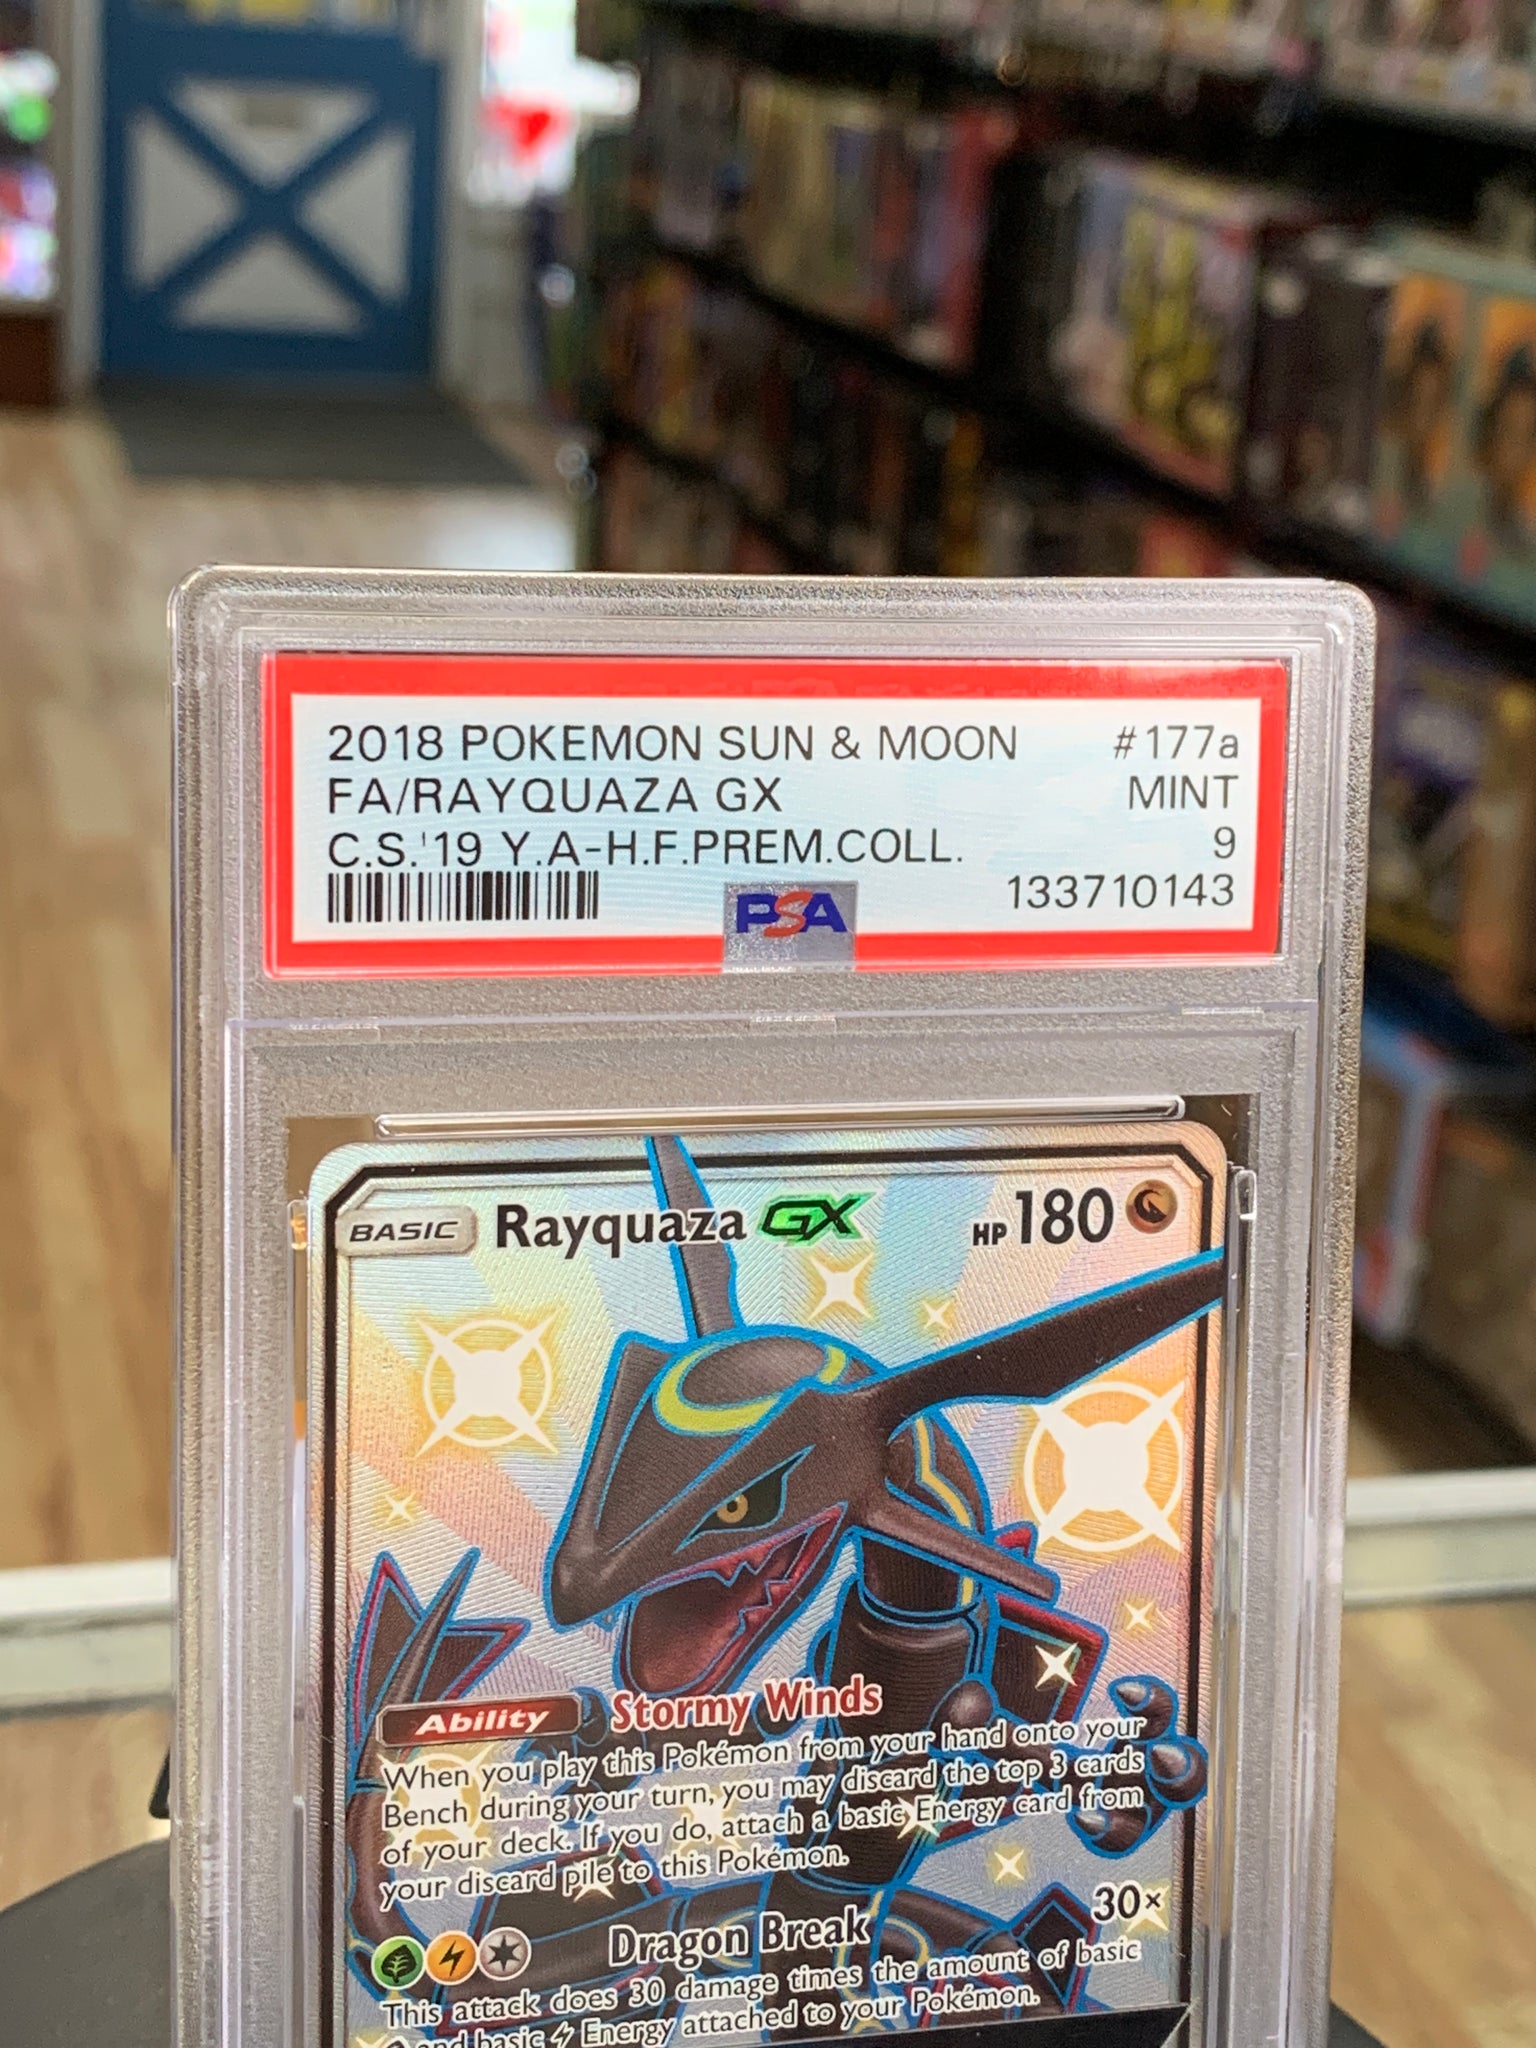 2018 POKEMON SUN & MOON #177a
FA/RAYQUAZA GX MINT
C.S.'19 Y.A-H.F.PREM.COLL. 9
PSA 133710143
BASIC Rayquaza GX HP 180
Ability Stormy Winds
When you play this Pokémon from your hand onto your
Bench during your turn, you may discard the top 3 cards
of your deck. If you do, attach a basic Energy card from
your discard pile to this Pokémon.
Dragon Break 30×
This attack does 30 damage times the amount of basic
and basic Energy attached to your Pokémon.